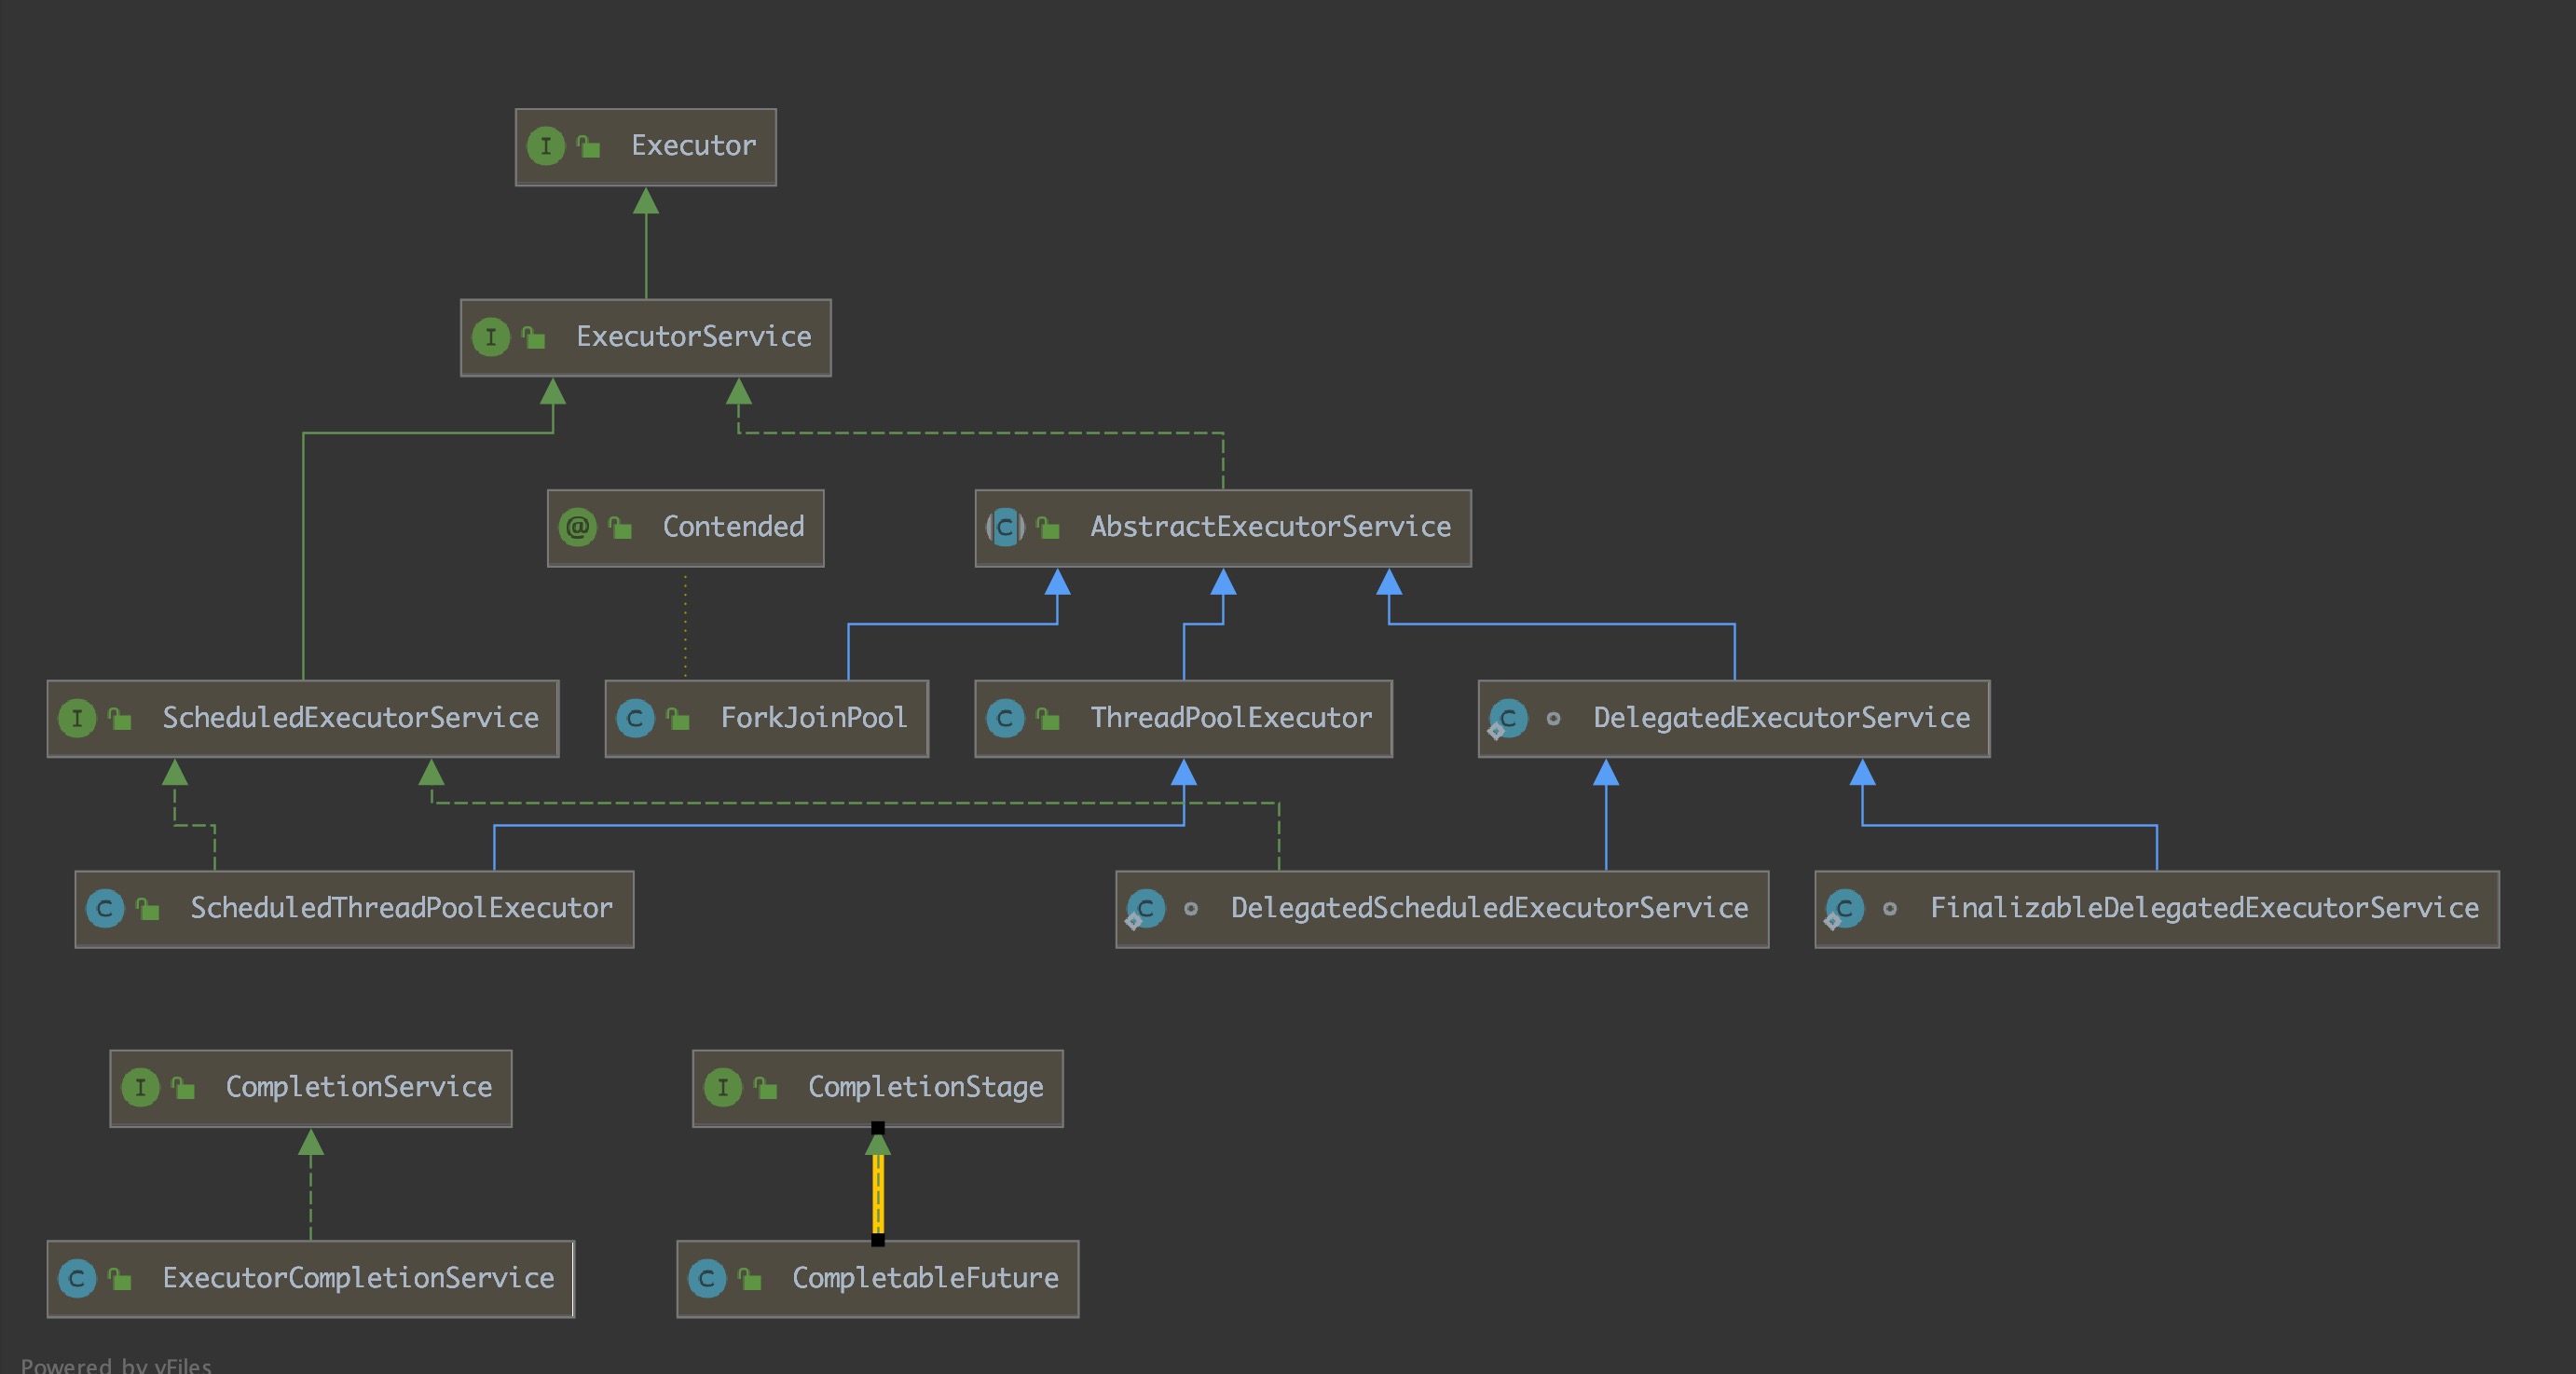 I Executor
I ExecutorService
@ Contended
C AbstractExecutorService
I ScheduledExecutorService
C ForkJoinPool
C ThreadPoolExecutor
C DelegatedExecutorService
C ScheduledThreadPoolExecutor
C DelegatedScheduledExecutorService
C FinalizableDelegatedExecutorService
I CompletionService
I CompletionStage
C ExecutorCompletionService
C CompletableFuture
Powered by yFiles